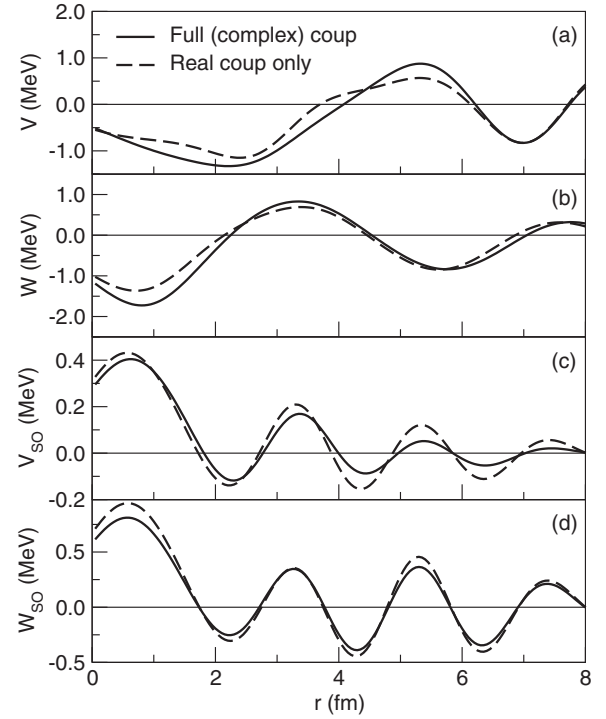 2.0
Full (complex) coup
(a)
Real coup only
1.0
0.0
-1.0
V (MeV)
1.0
(b)
0.0
-1.0
-2.0
W (MeV)
0.4
(c)
0.2
0.0
-0.2
V_SO (MeV)
(d)
0.5
0.0
-0.5
W_SO (MeV)
0 2 4 6 8
r (fm)